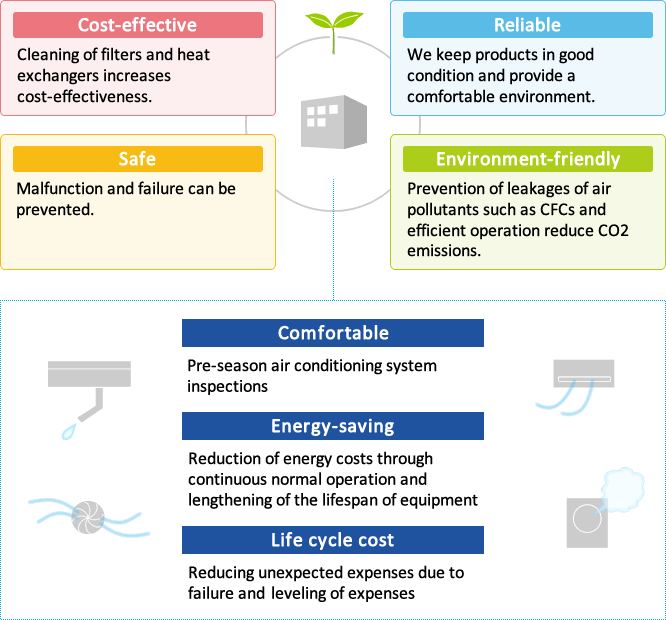 Cost-effective
Cleaning of filters and heat
exchangers increases
cost-effectiveness.
Reliable
We keep products in good
condition and provide a
comfortable environment.
Safe
Malfunction and failure can be
prevented.
Environment-friendly
Prevention of leakages of air
pollutants such as CFCs and
efficient operation reduce CO2
emissions.
Comfortable
Pre-season air conditioning system
inspections
Energy-saving
Reduction of energy costs through
continuous normal operation and
lengthening of the lifespan of equipment
Life cycle cost
Reducing unexpected expenses due to
failure and leveling of expenses